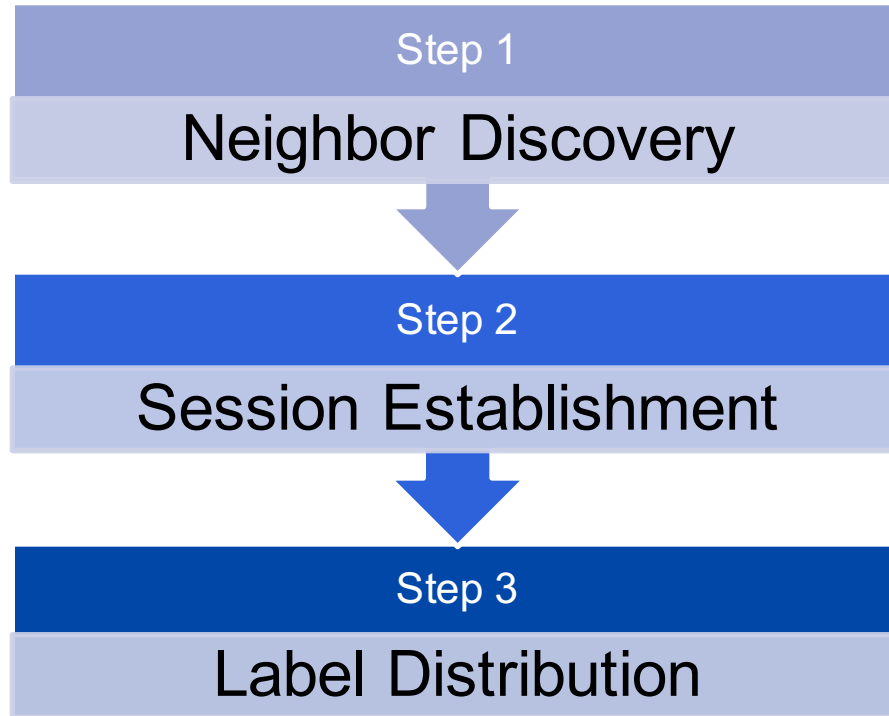 Step 1
Neighbor Discovery
Step 2
Session Establishment
Step 3
Label Distribution